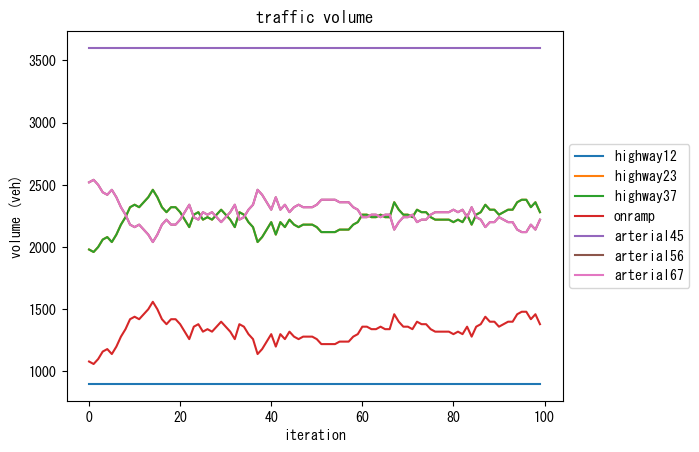 traffic volume
volume (veh)
3500
3000
2500
2000
1500
1000
0
20
40
60
80
100
iteration
highway12
highway23
highway37
onramp
arterial45
arterial56
arterial67